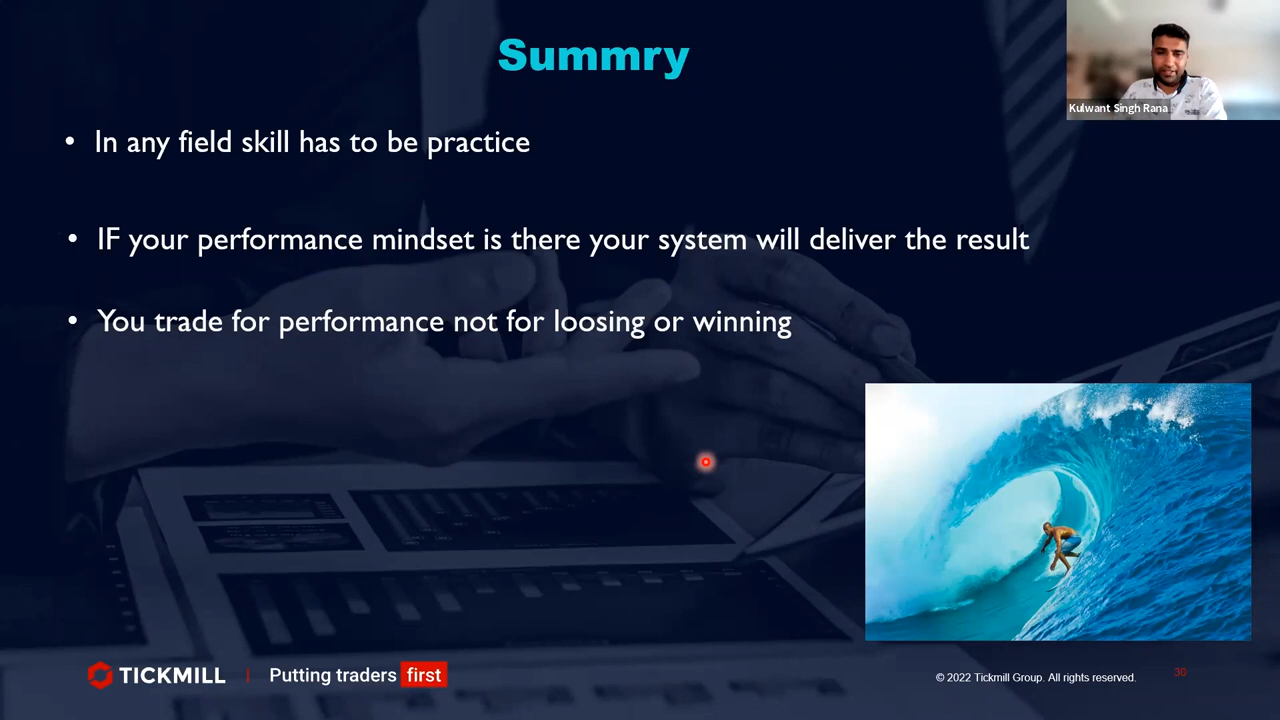 Summry
Kulwant Singh Rana
• In any field skill has to be practice
• IF your performance mindset is there your system will deliver the result
• You trade for performance not for loosing or winning
TICKMILL | Putting traders first
© 2022 Tickmill Group. All rights reserved.
30